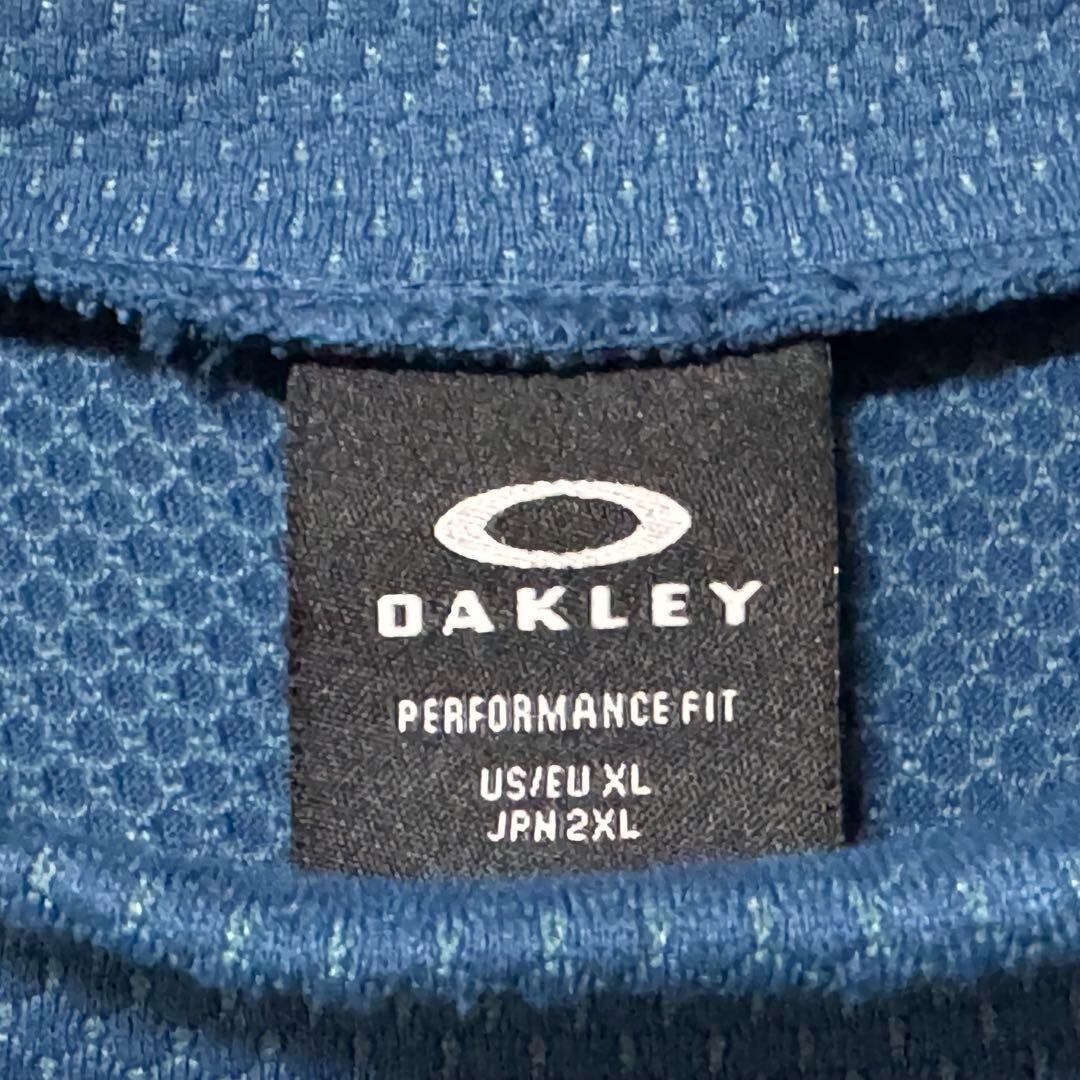 OAKLEY
PERFORMANCE FIT
US/EU XL
JPN 2XL